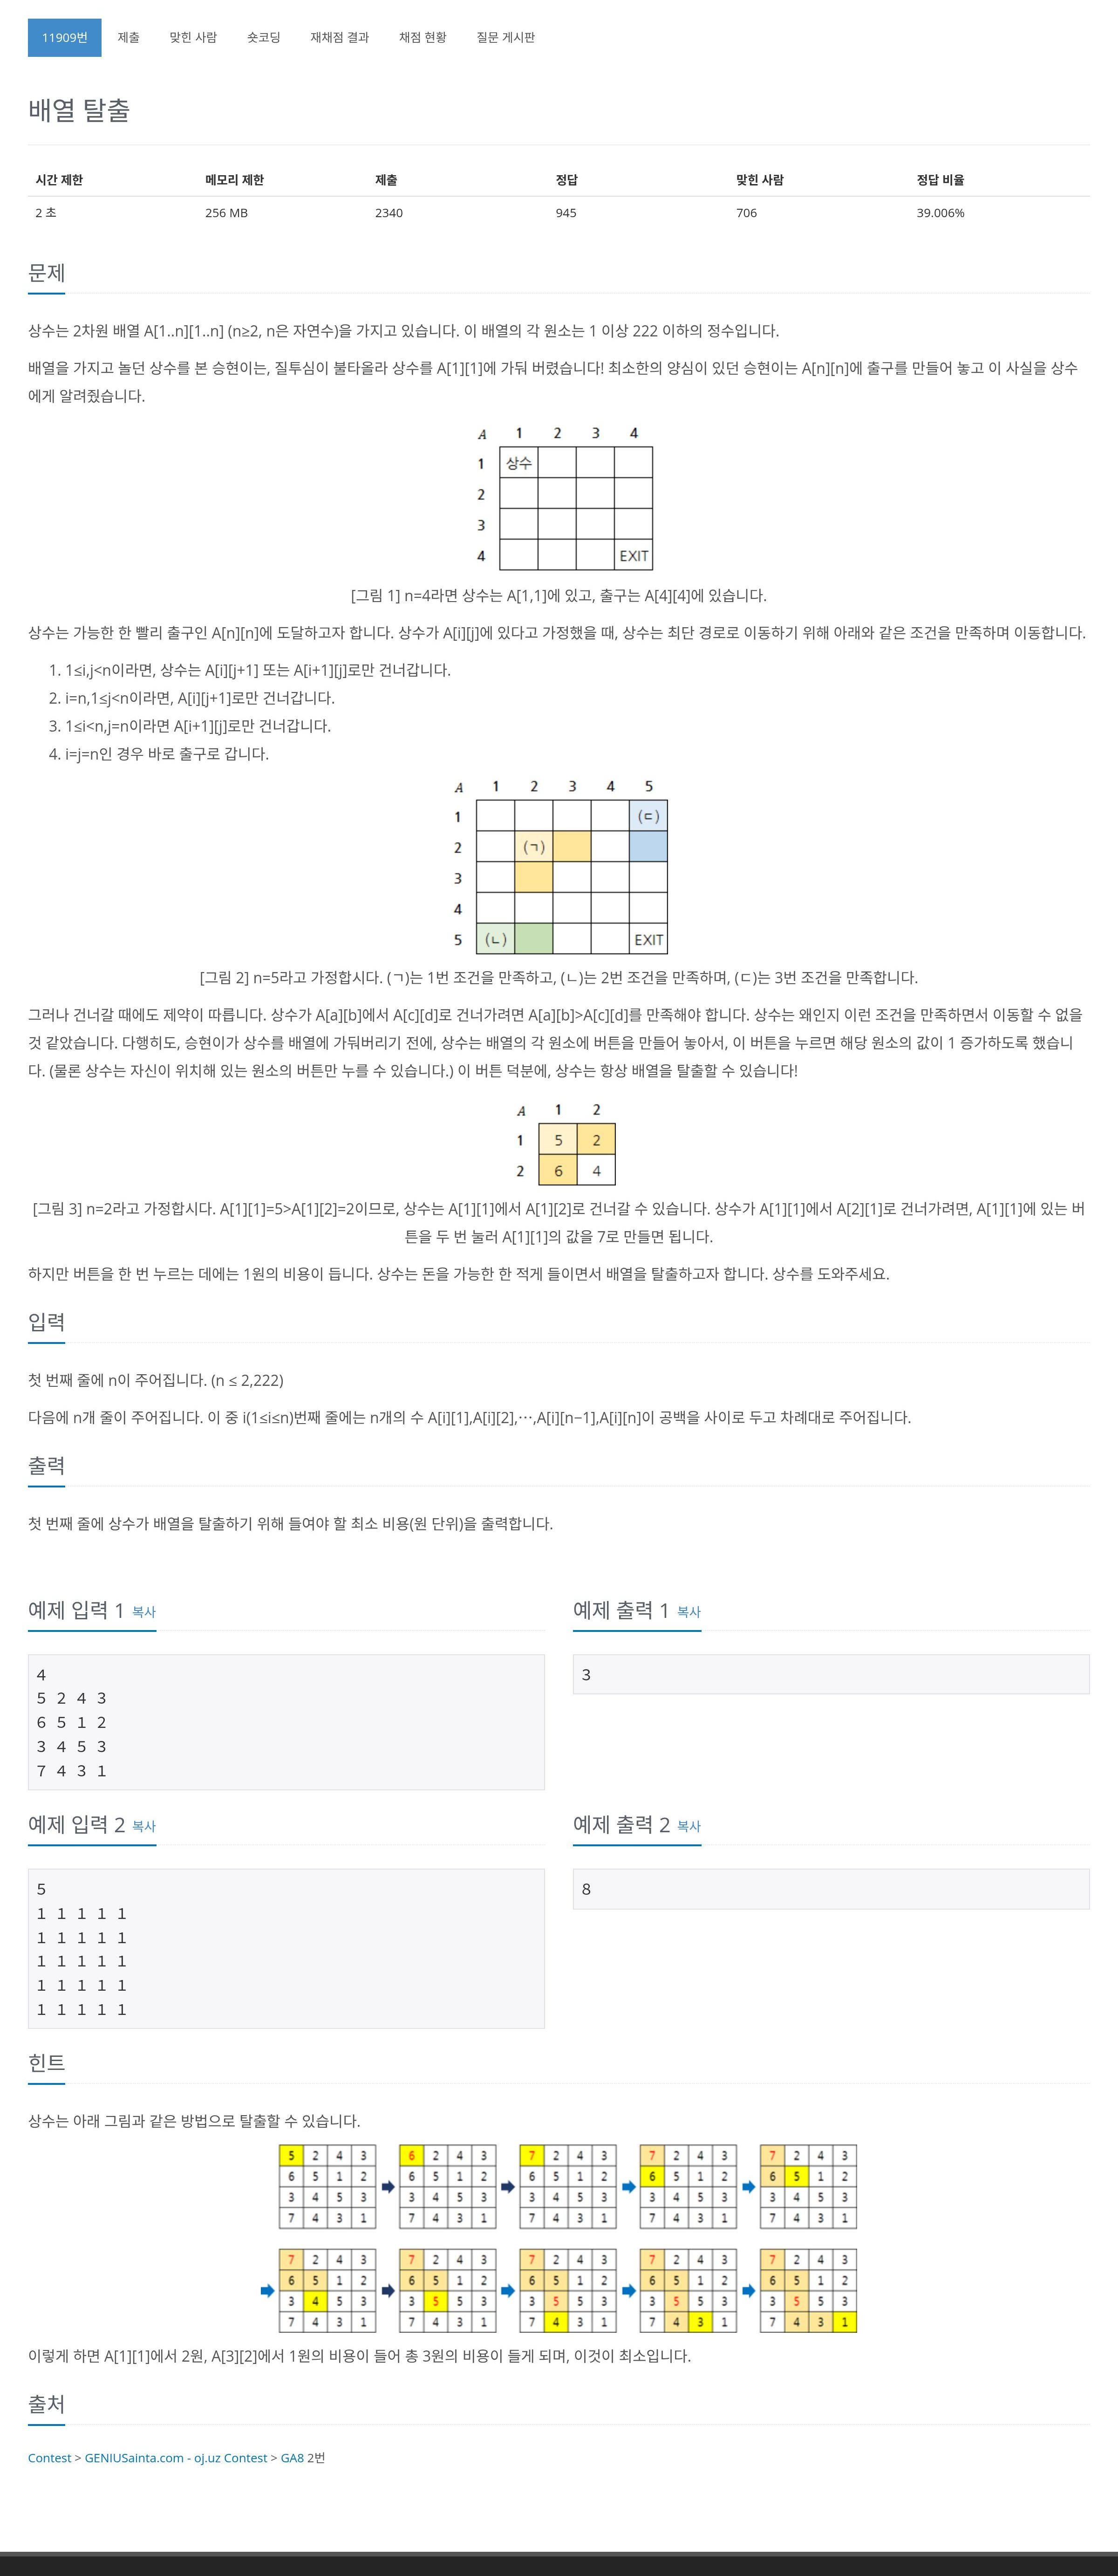 11909번 제출 맞힌 사람 숏코딩 재채점 결과 채점 현황 질문 게시판
배열 탈출
시간 제한 메모리 제한 제출 정답 맞힌 사람 정답 비율
2 초 256 MB 2340 945 706 39.006%
문제
상수는 2차원 배열 A[1..n][1..n] (n≥2, n은 자연수)을 가지고 있습니다. 이 배열의 각 원소는 1 이상 222 이하의 정수입니다.
배열을 가지고 놀던 상수를 본 승현이는, 질투심이 불타올라 상수를 A[1][1]에 가둬 버렸습니다! 최소한의 양심이 있던 승현이는 A[n][n]에 출구를 만들어 놓고 이 사실을 상수
에게 알려줬습니다.
A 1 2 3 4
1 상수
2
3
4 EXIT
[그림 1] n=4라면 상수는 A[1,1]에 있고, 출구는 A[4][4]에 있습니다.
상수는 가능한 한 빨리 출구인 A[n][n]에 도달하고자 합니다. 상수가 A[i][j]에 있다고 가정했을 때, 상수는 최단 경로로 이동하기 위해 아래와 같은 조건을 만족하며 이동합니다.
1. 1≤i,j<n이라면, 상수는 A[i][j+1] 또는 A[i+1][j]로만 건너갑니다.
2. i=n,1≤j<n이라면, A[i][j+1]로만 건너갑니다.
3. 1≤i<n,j=n이라면 A[i+1][j]로만 건너갑니다.
4. i=j=n인 경우 바로 출구로 갑니다.
A 1 2 3 4 5
1 (ㄷ)
2 (ㄱ)
3
4
5 (ㄴ) EXIT
[그림 2] n=5라고 가정합시다. (ㄱ)는 1번 조건을 만족하고, (ㄴ)는 2번 조건을 만족하며, (ㄷ)는 3번 조건을 만족합니다.
그러나 건너갈 때에도 제약이 따릅니다. 상수가 A[a][b]에서 A[c][d]로 건너가려면 A[a][b]>A[c][d]를 만족해야 합니다. 상수는 왜인지 이런 조건을 만족하면서 이동할 수 없을
것 같았습니다. 다행히도, 승현이가 상수를 배열에 가둬버리기 전에, 상수는 배열의 각 원소에 버튼을 만들어 놓아서, 이 버튼을 누르면 해당 원소의 값이 1 증가하도록 했습니
다. (물론 상수는 자신이 위치해 있는 원소의 버튼만 누를 수 있습니다.) 이 버튼 덕분에, 상수는 항상 배열을 탈출할 수 있습니다!
A 1 2
1 5 2
2 6 4
[그림 3] n=2라고 가정합시다. A[1][1]=5>A[1][2]=2이므로, 상수는 A[1][1]에서 A[1][2]로 건너갈 수 있습니다. 상수가 A[1][1]에서 A[2][1]로 건너가려면, A[1][1]에 있는 버
튼을 두 번 눌러 A[1][1]의 값을 7로 만들면 됩니다.
하지만 버튼을 한 번 누르는 데에는 1원의 비용이 듭니다. 상수는 돈을 가능한 한 적게 들이면서 배열을 탈출하고자 합니다. 상수를 도와주세요.
입력
첫 번째 줄에 n이 주어집니다. (n ≤ 2,222)
다음에 n개 줄이 주어집니다. 이 중 i(1≤i≤n)번째 줄에는 n개의 수 A[i][1],A[i][2],⋯,A[i][n−1],A[i][n]이 공백을 사이로 두고 차례대로 주어집니다.
출력
첫 번째 줄에 상수가 배열을 탈출하기 위해 들여야 할 최소 비용(원 단위)을 출력합니다.
예제 입력 1 복사
4
5 2 4 3
6 5 1 2
3 4 5 3
7 4 3 1
예제 출력 1 복사
3
예제 입력 2 복사
5
1 1 1 1 1
1 1 1 1 1
1 1 1 1 1
1 1 1 1 1
1 1 1 1 1
예제 출력 2 복사
8
힌트
상수는 아래 그림과 같은 방법으로 탈출할 수 있습니다.
5 2 4 3 6 2 4 3 7 2 4 3 7 2 4 3 7 2 4 3
6 5 1 2 6 5 1 2 6 5 1 2 6 5 1 2 6 5 1 2
3 4 5 3 3 4 5 3 3 4 5 3 3 4 5 3 3 4 5 3
7 4 3 1 7 4 3 1 7 4 3 1 7 4 3 1 7 4 3 1
7 2 4 3 7 2 4 3 7 2 4 3 7 2 4 3 7 2 4 3
6 5 1 2 6 5 1 2 6 5 1 2 6 5 1 2 6 5 1 2
3 4 5 3 3 5 5 3 3 5 5 3 3 5 5 3 3 5 5 3
7 4 3 1 7 4 3 1 7 4 3 1 7 4 3 1 7 4 3 1
이렇게 하면 A[1][1]에서 2원, A[3][2]에서 1원의 비용이 들어 총 3원의 비용이 들게 되며, 이것이 최소입니다.
출처
Contest > GENIUSainta.com - oj.uz Contest > GA8 2번